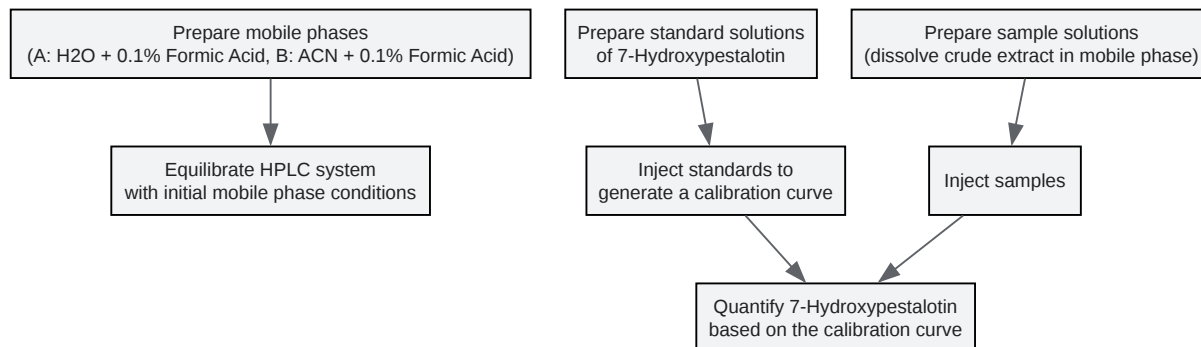 Prepare mobile phases
(A: H2O + 0.1% Formic Acid, B: ACN + 0.1% Formic Acid)
Prepare standard solutions
of 7-Hydroxypestalotin
Prepare sample solutions
(dissolve crude extract in mobile phase)
Equilibrate HPLC system
with initial mobile phase conditions
Inject standards to
generate a calibration curve
Inject samples
Quantify 7-Hydroxypestalotin
based on the calibration curve